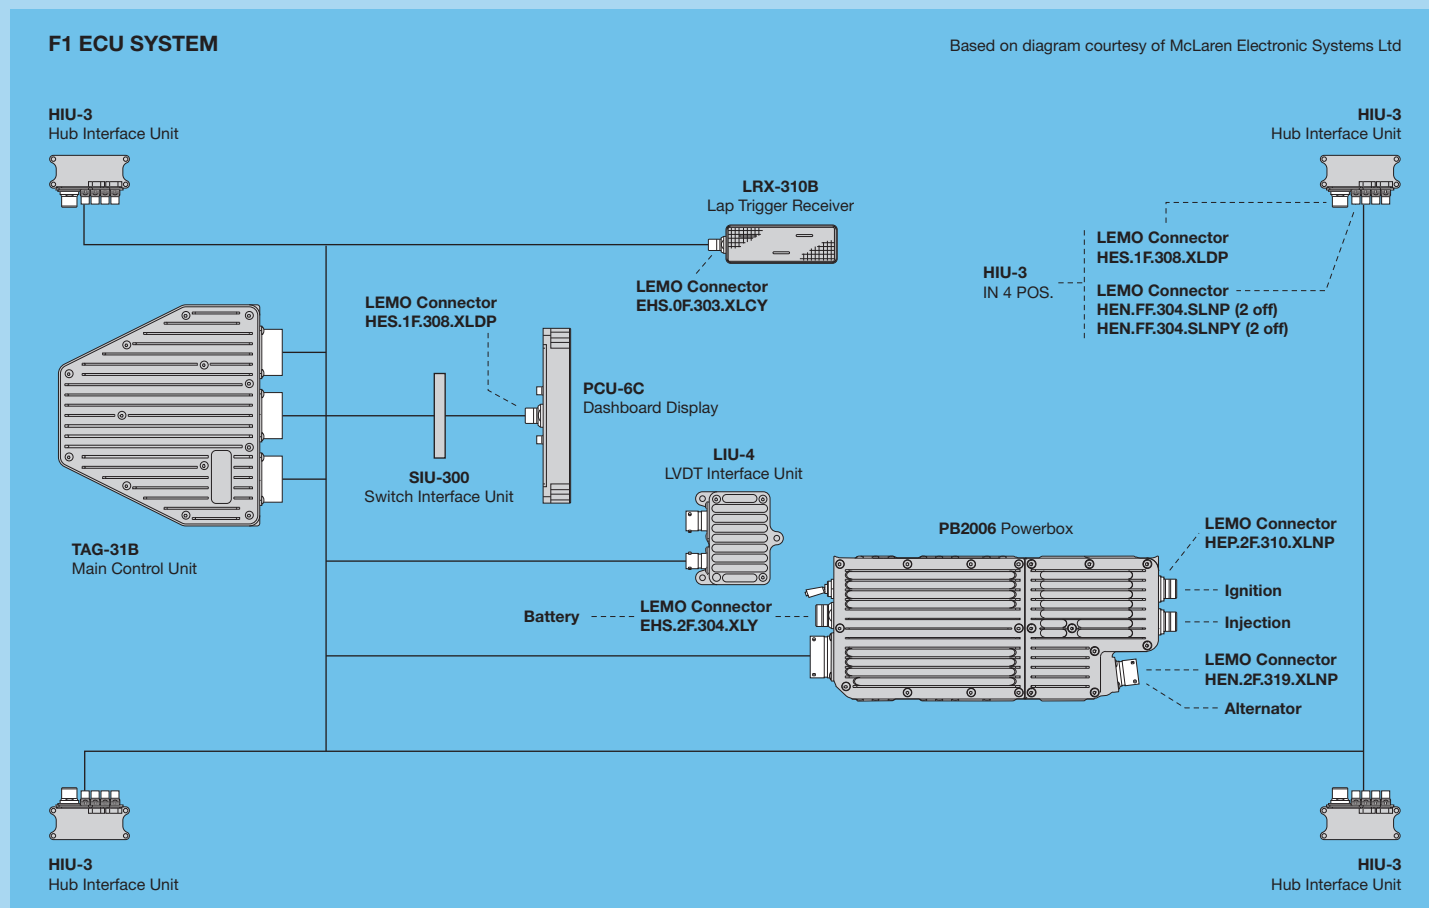 F1 ECU SYSTEM
Based on diagram courtesy of McLaren Electronic Systems Ltd
HIU-3
Hub Interface Unit
HIU-3
Hub Interface Unit
LRX-310B
Lap Trigger Receiver
LEMO Connector
EHS.0F.303.XLCY
HIU-3
IN 4 POS.
LEMO Connector
HES.1F.308.XLDP
LEMO Connector
HEN.FF.304.SLNP (2 off)
HEN.FF.304.SLNPY (2 off)
LEMO Connector
HES.1F.308.XLDP
PCU-6C
Dashboard Display
SIU-300
Switch Interface Unit
LIU-4
LVDT Interface Unit
TAG-31B
Main Control Unit
PB2006 Powerbox
LEMO Connector
HEP.2F.310.XLNP
Ignition
Injection
Battery
LEMO Connector
EHS.2F.304.XLY
LEMO Connector
HEN.2F.319.XLNP
Alternator
HIU-3
Hub Interface Unit
HIU-3
Hub Interface Unit